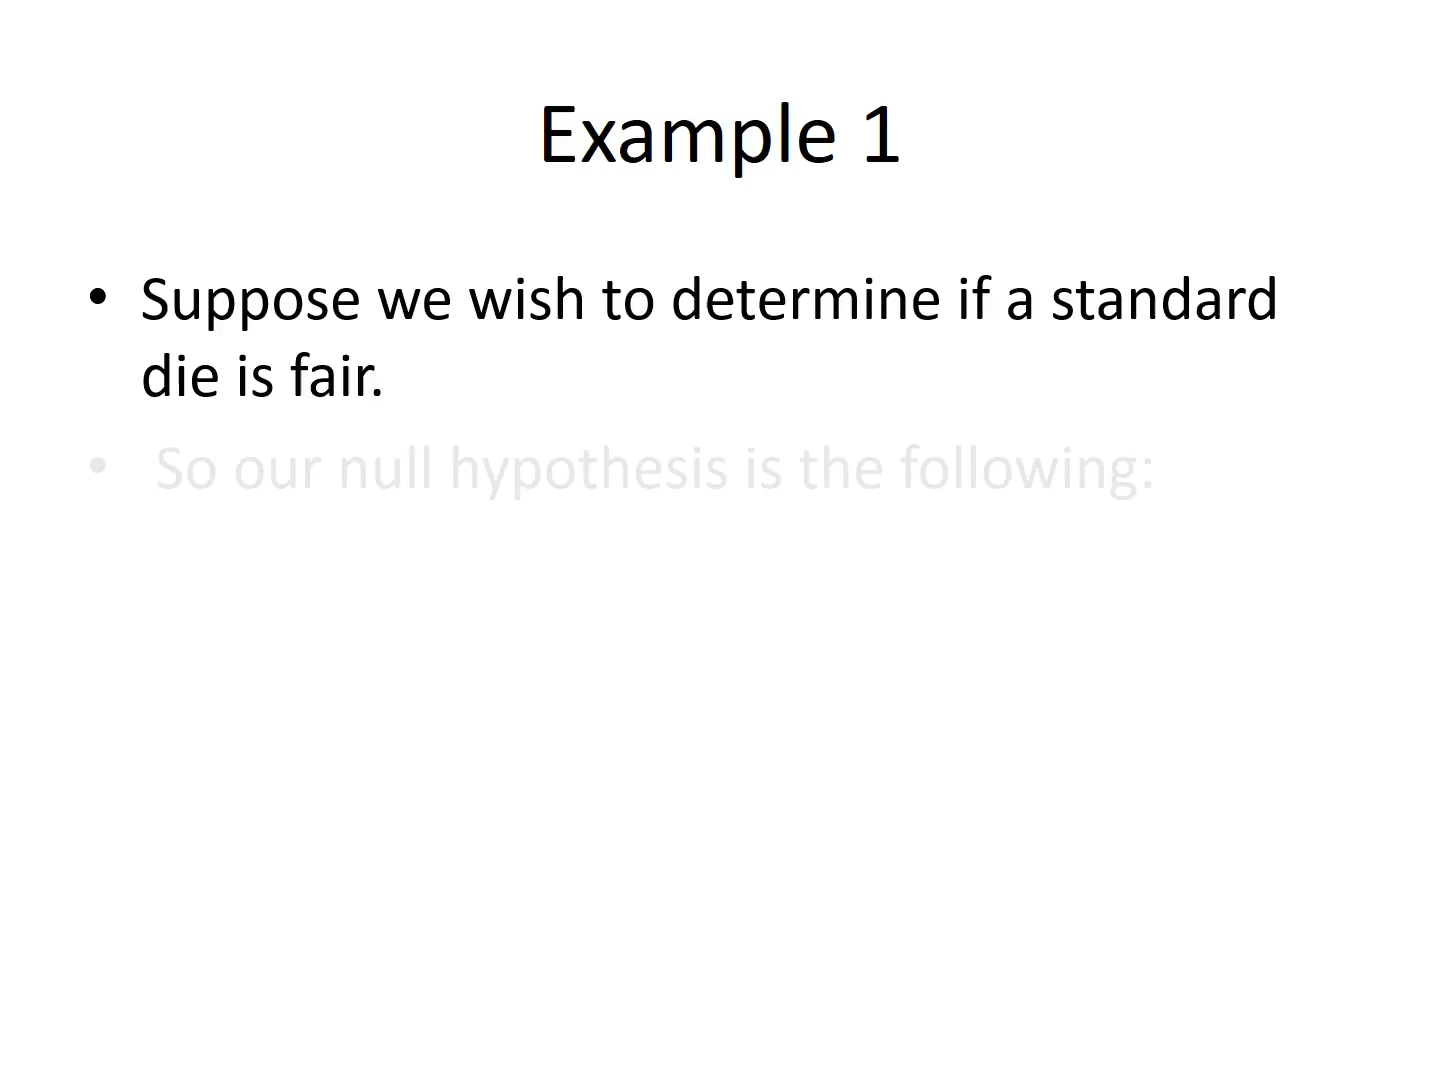 Example 1
• Suppose we wish to determine if a standard
die is fair.
• So our null hypothesis is the following: